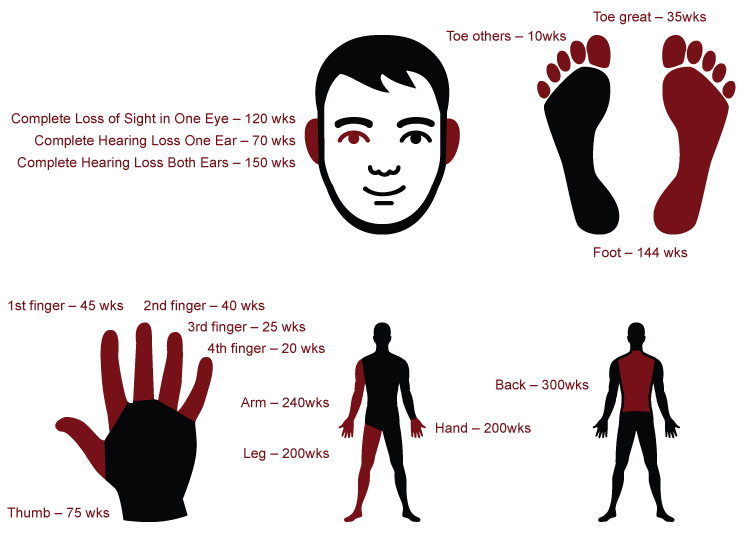 Toe great – 35wks
Toe others – 10wks
Complete Loss of Sight in One Eye – 120 wks
Complete Hearing Loss One Ear – 70 wks
Complete Hearing Loss Both Ears – 150 wks
Foot – 144 wks
1st finger – 45 wks
2nd finger – 40 wks
3rd finger – 25 wks
4th finger – 20 wks
Thumb – 75 wks
Arm – 240wks
Leg – 200wks
Hand – 200wks
Back – 300wks